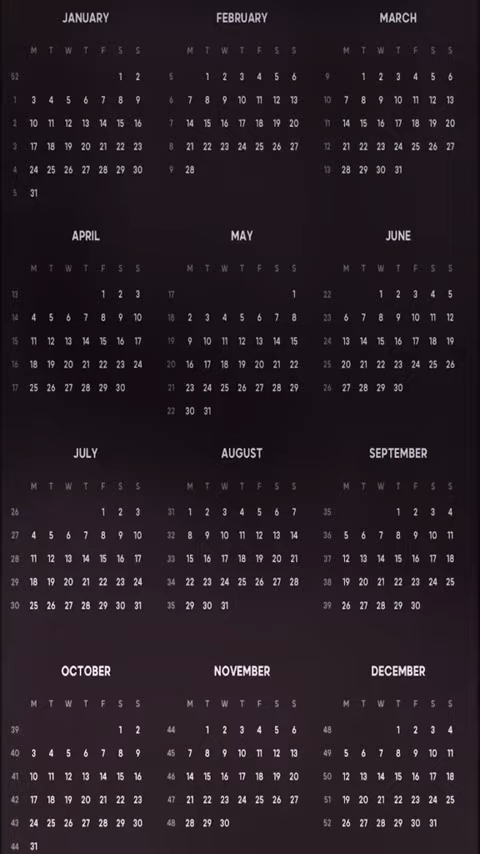 JANUARY FEBRUARY MARCH
M T W T F S S M T W T F S S M T W T F S S
52 1 2 5 1 2 3 4 5 6 9 1 2 3 4 5 6
1 3 4 5 6 7 8 9 6 7 8 9 10 11 12 13 10 7 8 9 10 11 12 13
2 10 11 12 13 14 15 16 7 14 15 16 17 18 19 20 11 14 15 16 17 18 19 20
3 17 18 19 20 21 22 23 8 21 22 23 24 25 26 27 12 21 22 23 24 25 26 27
4 24 25 26 27 28 29 30 9 28 13 28 29 30 31
5 31
APRIL MAY JUNE
M T W T F S S M T W T F S S M T W T F S S
13 1 2 3 17 1 22 1 2 3 4 5
14 4 5 6 7 8 9 10 18 2 3 4 5 6 7 8 23 6 7 8 9 10 11 12
15 11 12 13 14 15 16 17 19 9 10 11 12 13 14 15 24 13 14 15 16 17 18 19
16 18 19 20 21 22 23 24 20 16 17 18 19 20 21 22 25 20 21 22 23 24 25 26
17 25 26 27 28 29 30 21 23 24 25 26 27 28 29 26 27 28 29 30
22 30 31
JULY AUGUST SEPTEMBER
M T W T F S S M T W T F S S M T W T F S S
26 1 2 3 31 1 2 3 4 5 6 7 35 1 2 3 4
27 4 5 6 7 8 9 10 32 8 9 10 11 12 13 14 36 5 6 7 8 9 10 11
28 11 12 13 14 15 16 17 33 15 16 17 18 19 20 21 37 12 13 14 15 16 17 18
29 18 19 20 21 22 23 24 34 22 23 24 25 26 27 28 38 19 20 21 22 23 24 25
30 25 26 27 28 29 30 31 35 29 30 31 39 26 27 28 29 30
OCTOBER NOVEMBER DECEMBER
M T W T F S S M T W T F S S M T W T F S S
39 1 2 44 1 2 3 4 5 6 48 1 2 3 4
40 3 4 5 6 7 8 9 45 7 8 9 10 11 12 13 49 5 6 7 8 9 10 11
41 10 11 12 13 14 15 16 46 14 15 16 17 18 19 20 50 12 13 14 15 16 17 18
42 17 18 19 20 21 22 23 47 21 22 23 24 25 26 27 51 19 20 21 22 23 24 25
43 24 25 26 27 28 29 30 48 28 29 30 52 26 27 28 29 30 31
44 31